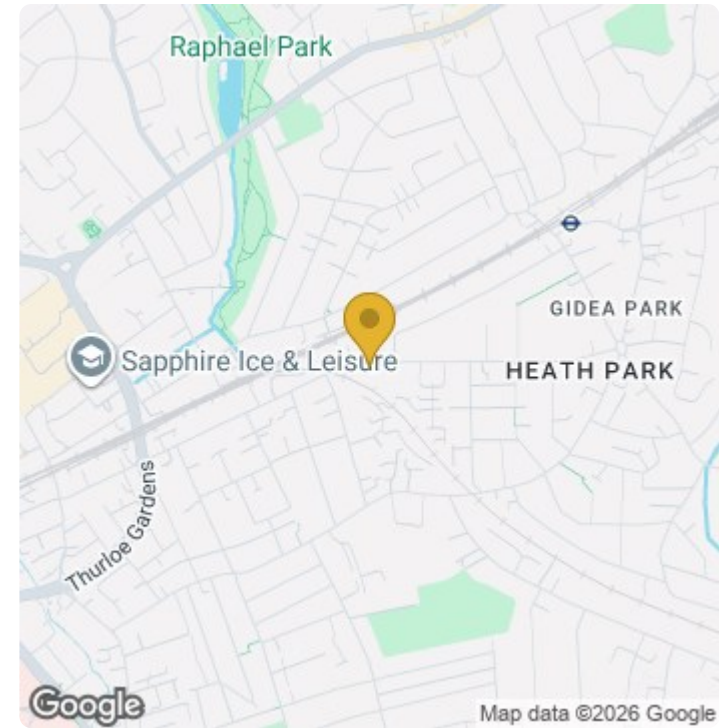 Raphael Park
GIDEA PARK
Sapphire Ice & Leisure
HEATH PARK
Thurloe Gardens
Google
Map data ©2026 Google